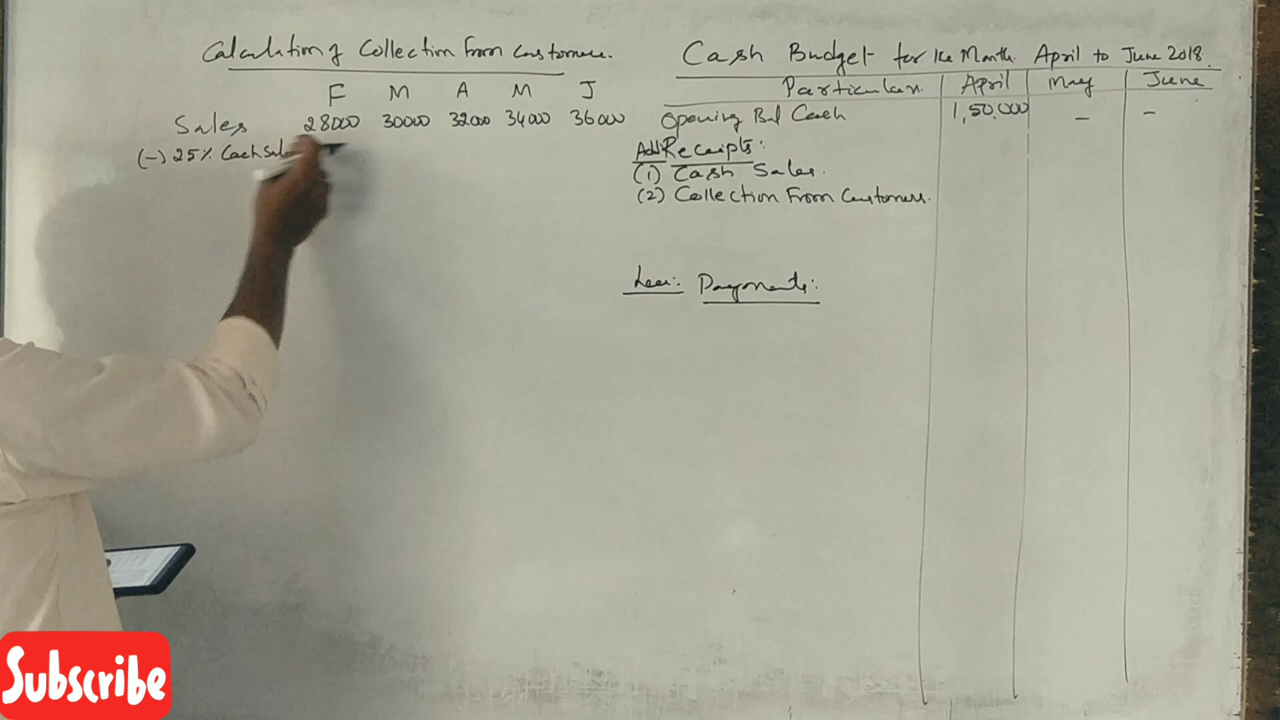 Calculation of Collection From Customers.
F M A M J
Sales 28000 30000 32000 34000 36000
(-) 25% Cash Sales
Cash Budget for the Month April to June 2018.
Particulars. April May June
Opening Bal Cash 1,50,000 - -
Add Receipts:
(1) Cash Sales.
(2) Collection From Customers.
Less: Payments:
Subscribe